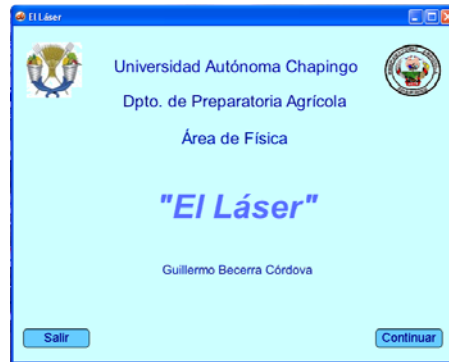 El Láser
Universidad Autónoma Chapingo
Dpto. de Preparatoria Agrícola
Área de Física
"El Láser"
Guillermo Becerra Córdova
Salir
Continuar